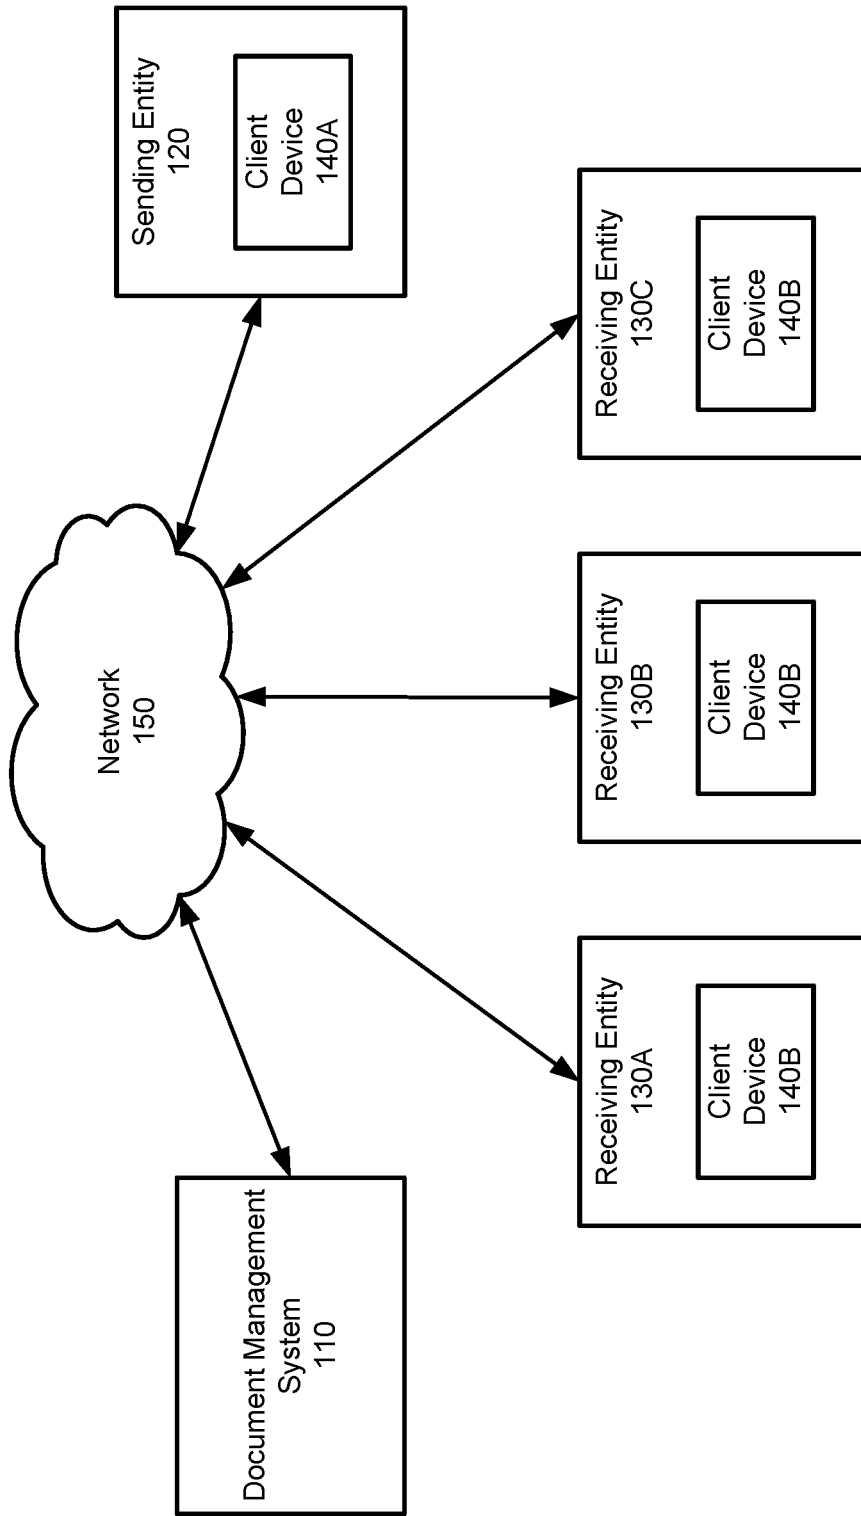 Network
150
Document Management
System
110
Sending Entity
120
Client
Device
140A
Receiving Entity
130A
Client
Device
140B
Receiving Entity
130B
Client
Device
140B
Receiving Entity
130C
Client
Device
140B